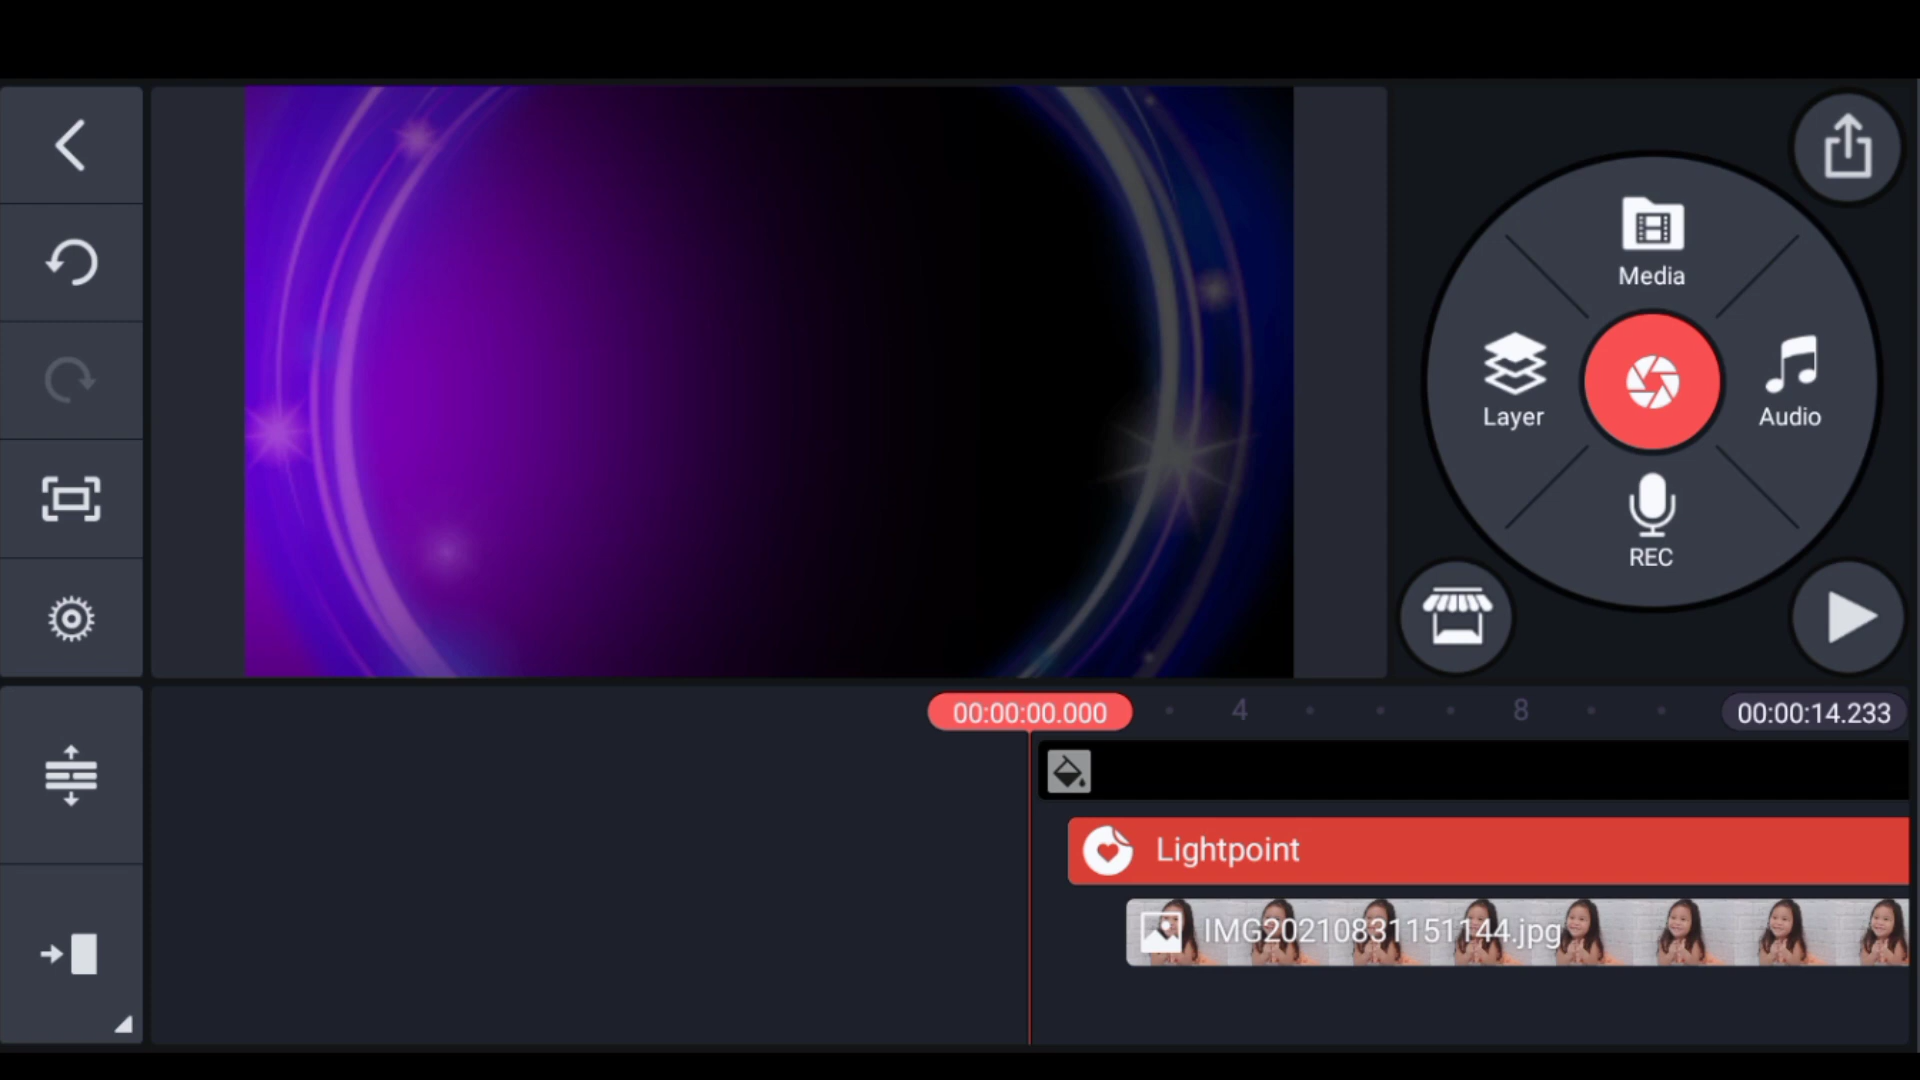 Media
Layer
Audio
REC
00:00:00.000
4
8
00:00:14.233
Lightpoint
IMG20210831151144.jpg